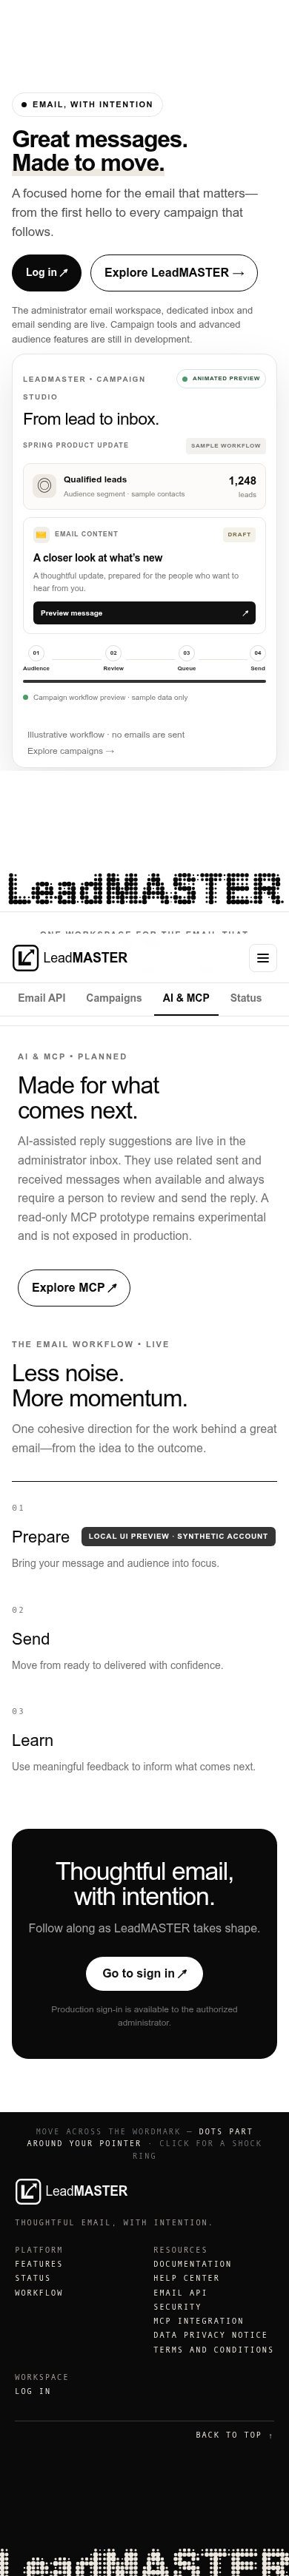 EMAIL, WITH INTENTION
Great messages.
Made to move.
A focused home for the email that matters—
from the first hello to every campaign that
follows.
Log in ↗
Explore LeadMASTER →
The administrator email workspace, dedicated inbox and
email sending are live. Campaign tools and advanced
audience features are still in development.
LEADMASTER • CAMPAIGN
STUDIO
ANIMATED PREVIEW
From lead to inbox.
SPRING PRODUCT UPDATE
SAMPLE WORKFLOW
Qualified leads
Audience segment · sample contacts
1,248
leads
EMAIL CONTENT
DRAFT
A closer look at what's new
A thoughtful update, prepared for the people who want to
hear from you.
Preview message ↗
01 02 03 04
Audience Review Queue Send
Campaign workflow preview · sample data only
Illustrative workflow · no emails are sent
Explore campaigns →
LeadMASTER
ONE WORKSPACE FOR THE EMAIL THAT
LeadMASTER
Email API Campaigns AI & MCP Status
AI & MCP • PLANNED
Made for what
comes next.
AI-assisted reply suggestions are live in the
administrator inbox. They use related sent and
received messages when available and always
require a person to review and send the reply. A
read-only MCP prototype remains experimental
and is not exposed in production.
Explore MCP ↗
THE EMAIL WORKFLOW • LIVE
Less noise.
More momentum.
One cohesive direction for the work behind a great
email—from the idea to the outcome.
01
Prepare
LOCAL UI PREVIEW · SYNTHETIC ACCOUNT
Bring your message and audience into focus.
02
Send
Move from ready to delivered with confidence.
03
Learn
Use meaningful feedback to inform what comes next.
Thoughtful email,
with intention.
Follow along as LeadMASTER takes shape.
Go to sign in ↗
Production sign-in is available to the authorized
administrator.
MOVE ACROSS THE WORDMARK — DOTS PART
AROUND YOUR POINTER · CLICK FOR A SHOCK
RING
LeadMASTER
THOUGHTFUL EMAIL, WITH INTENTION.
PLATFORM
FEATURES
STATUS
WORKFLOW
RESOURCES
DOCUMENTATION
HELP CENTER
EMAIL API
SECURITY
MCP INTEGRATION
DATA PRIVACY NOTICE
TERMS AND CONDITIONS
WORKSPACE
LOG IN
BACK TO TOP ↑
LeadMASTER